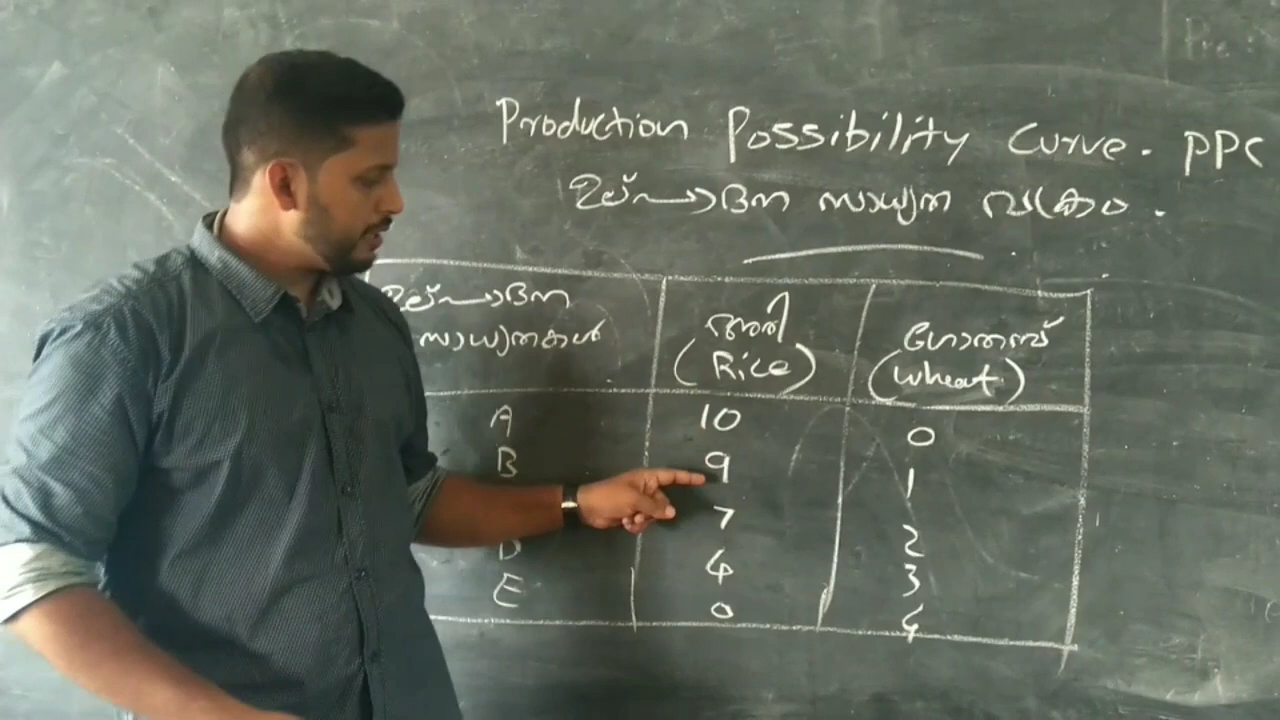 Production Possibility Curve. PPC
ഉല്പാദന സാധ്യത വക്രം.
ഉല്പാദന
സാധ്യതകൾ
അരി
(Rice)
ഗോതമ്പ്
(Wheat)
A 10 0
B 9 1
7 2
D 4 3
E 0 4